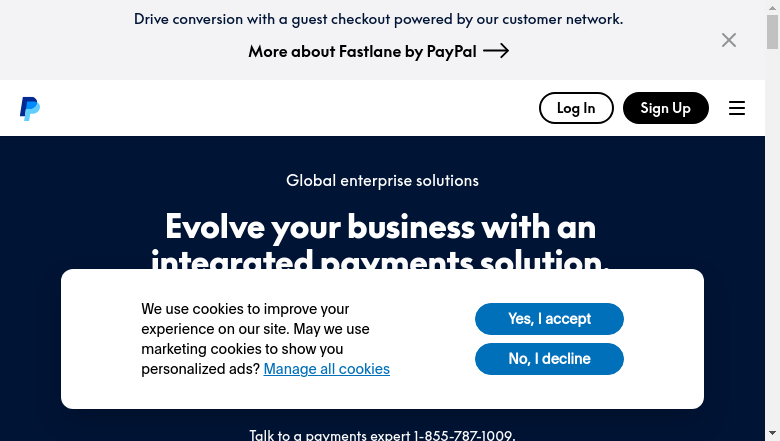 Drive conversion with a guest checkout powered by our customer network.
More about Fastlane by PayPal
Log In
Sign Up
Global enterprise solutions
Evolve your business with an
integrated payments solution.
We use cookies to improve your
experience on our site. May we use
marketing cookies to show you
personalized ads? Manage all cookies
Yes, I accept
No, I decline
Talk to a payments expert 1-855-787-1009.